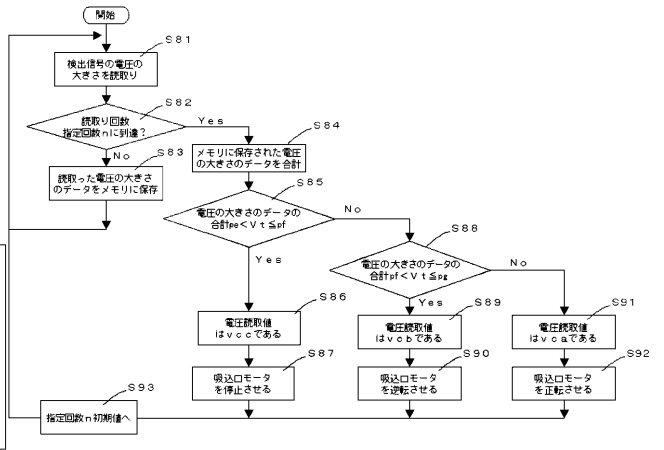 開始
S81
検出信号の電圧の
大きさを読取り
S82
読取り回数
指定回数nに到達？
Yes
No
S83
読取った電圧の大きさ
のデータをメモリに保存
S84
メモリに保存された電圧
の大きさのデータを合計
S85
電圧の大きさのデータの
合計pe＜Vt≦pf
No
Yes
S88
電圧の大きさのデータの
合計pf＜Vt≦pg
No
Yes
S86
電圧読取値
はvccである
S89
電圧読取値
はvcbである
S91
電圧読取値
はvcaである
S87
吸込口モータ
を停止させる
S90
吸込口モータ
を逆転させる
S92
吸込口モータ
を正転させる
S93
指定回数n初期値へ